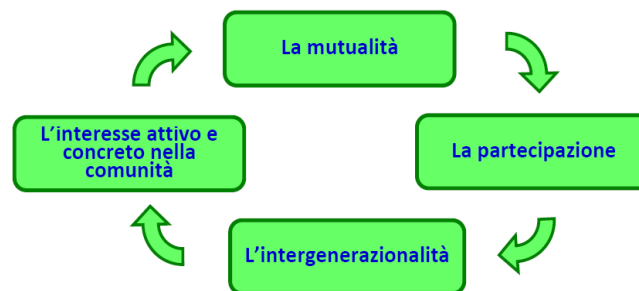 La mutualità
La partecipazione
L'intergenerazionalità
L'interesse attivo e
concreto nella
comunità